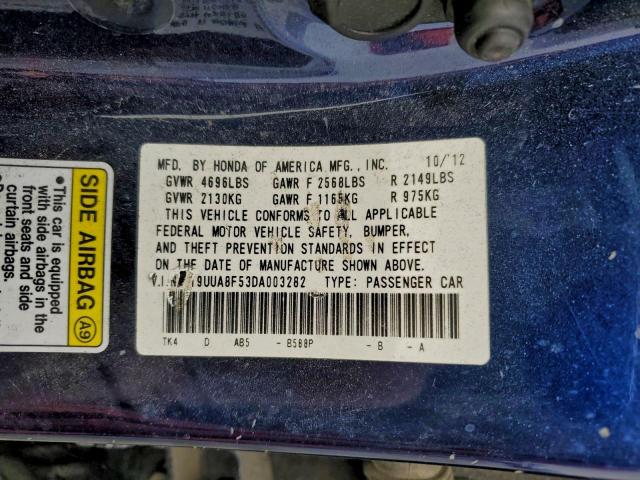 MFD. BY HONDA OF AMERICA MFG., INC. 10/'12
GVWR 4696LBS GAWR F 2568LBS R 2149LBS
GVWR 2130KG GAWR F 1165KG R 975KG
THIS VEHICLE CONFORMS TO ALL APPLICABLE
FEDERAL MOTOR VEHICLE SAFETY, BUMPER,
AND THEFT PREVENTION STANDARDS IN EFFECT
ON THE DATE OF MANUFACTURE SHOWN ABOVE.
V.I.N. 19UUA8F53DA003282 TYPE: PASSENGER CAR
TK4 D AB5 -B588P -B -A
SIDE AIRBAG A9
•This car is equipped
with side airbags in the
front seats and side
curtain airbags.